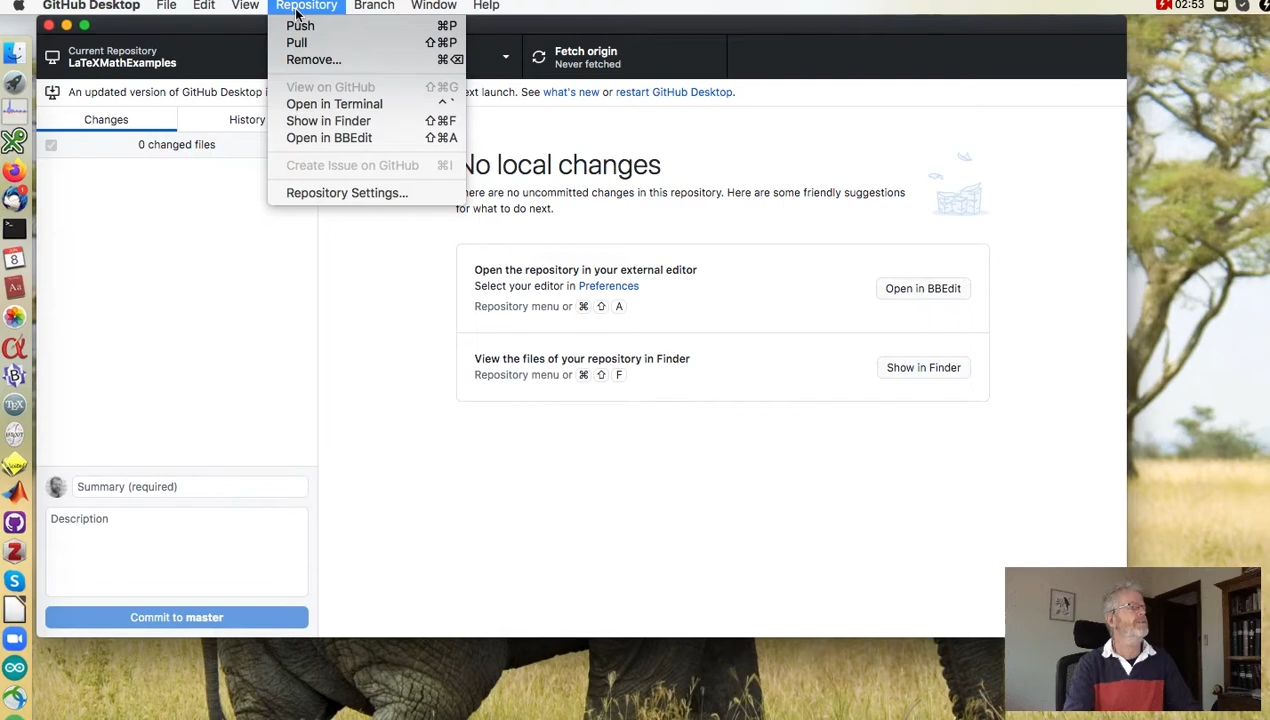 GitHub Desktop File Edit View Repository Branch Window Help 02:53
Push ⌘P
Pull ⇧⌘P
Remove... ⌘⌫
View on GitHub ⇧⌘G
Open in Terminal ⌃`
Show in Finder ⇧⌘F
Open in BBEdit ⇧⌘A
Create Issue on GitHub ⌘I
Repository Settings...
Current Repository
LaTeXMathExamples
Fetch origin
Never fetched
An updated version of GitHub Desktop i
ext launch. See what's new or restart GitHub Desktop.
Changes History
0 changed files
No local changes
here are no uncommitted changes in this repository. Here are some friendly suggestions
for what to do next.
Open the repository in your external editor
Select your editor in Preferences
Repository menu or ⌘ ⇧ A
Open in BBEdit
View the files of your repository in Finder
Repository menu or ⌘ ⇧ F
Show in Finder
Summary (required)
Description
Commit to master
8
TEX